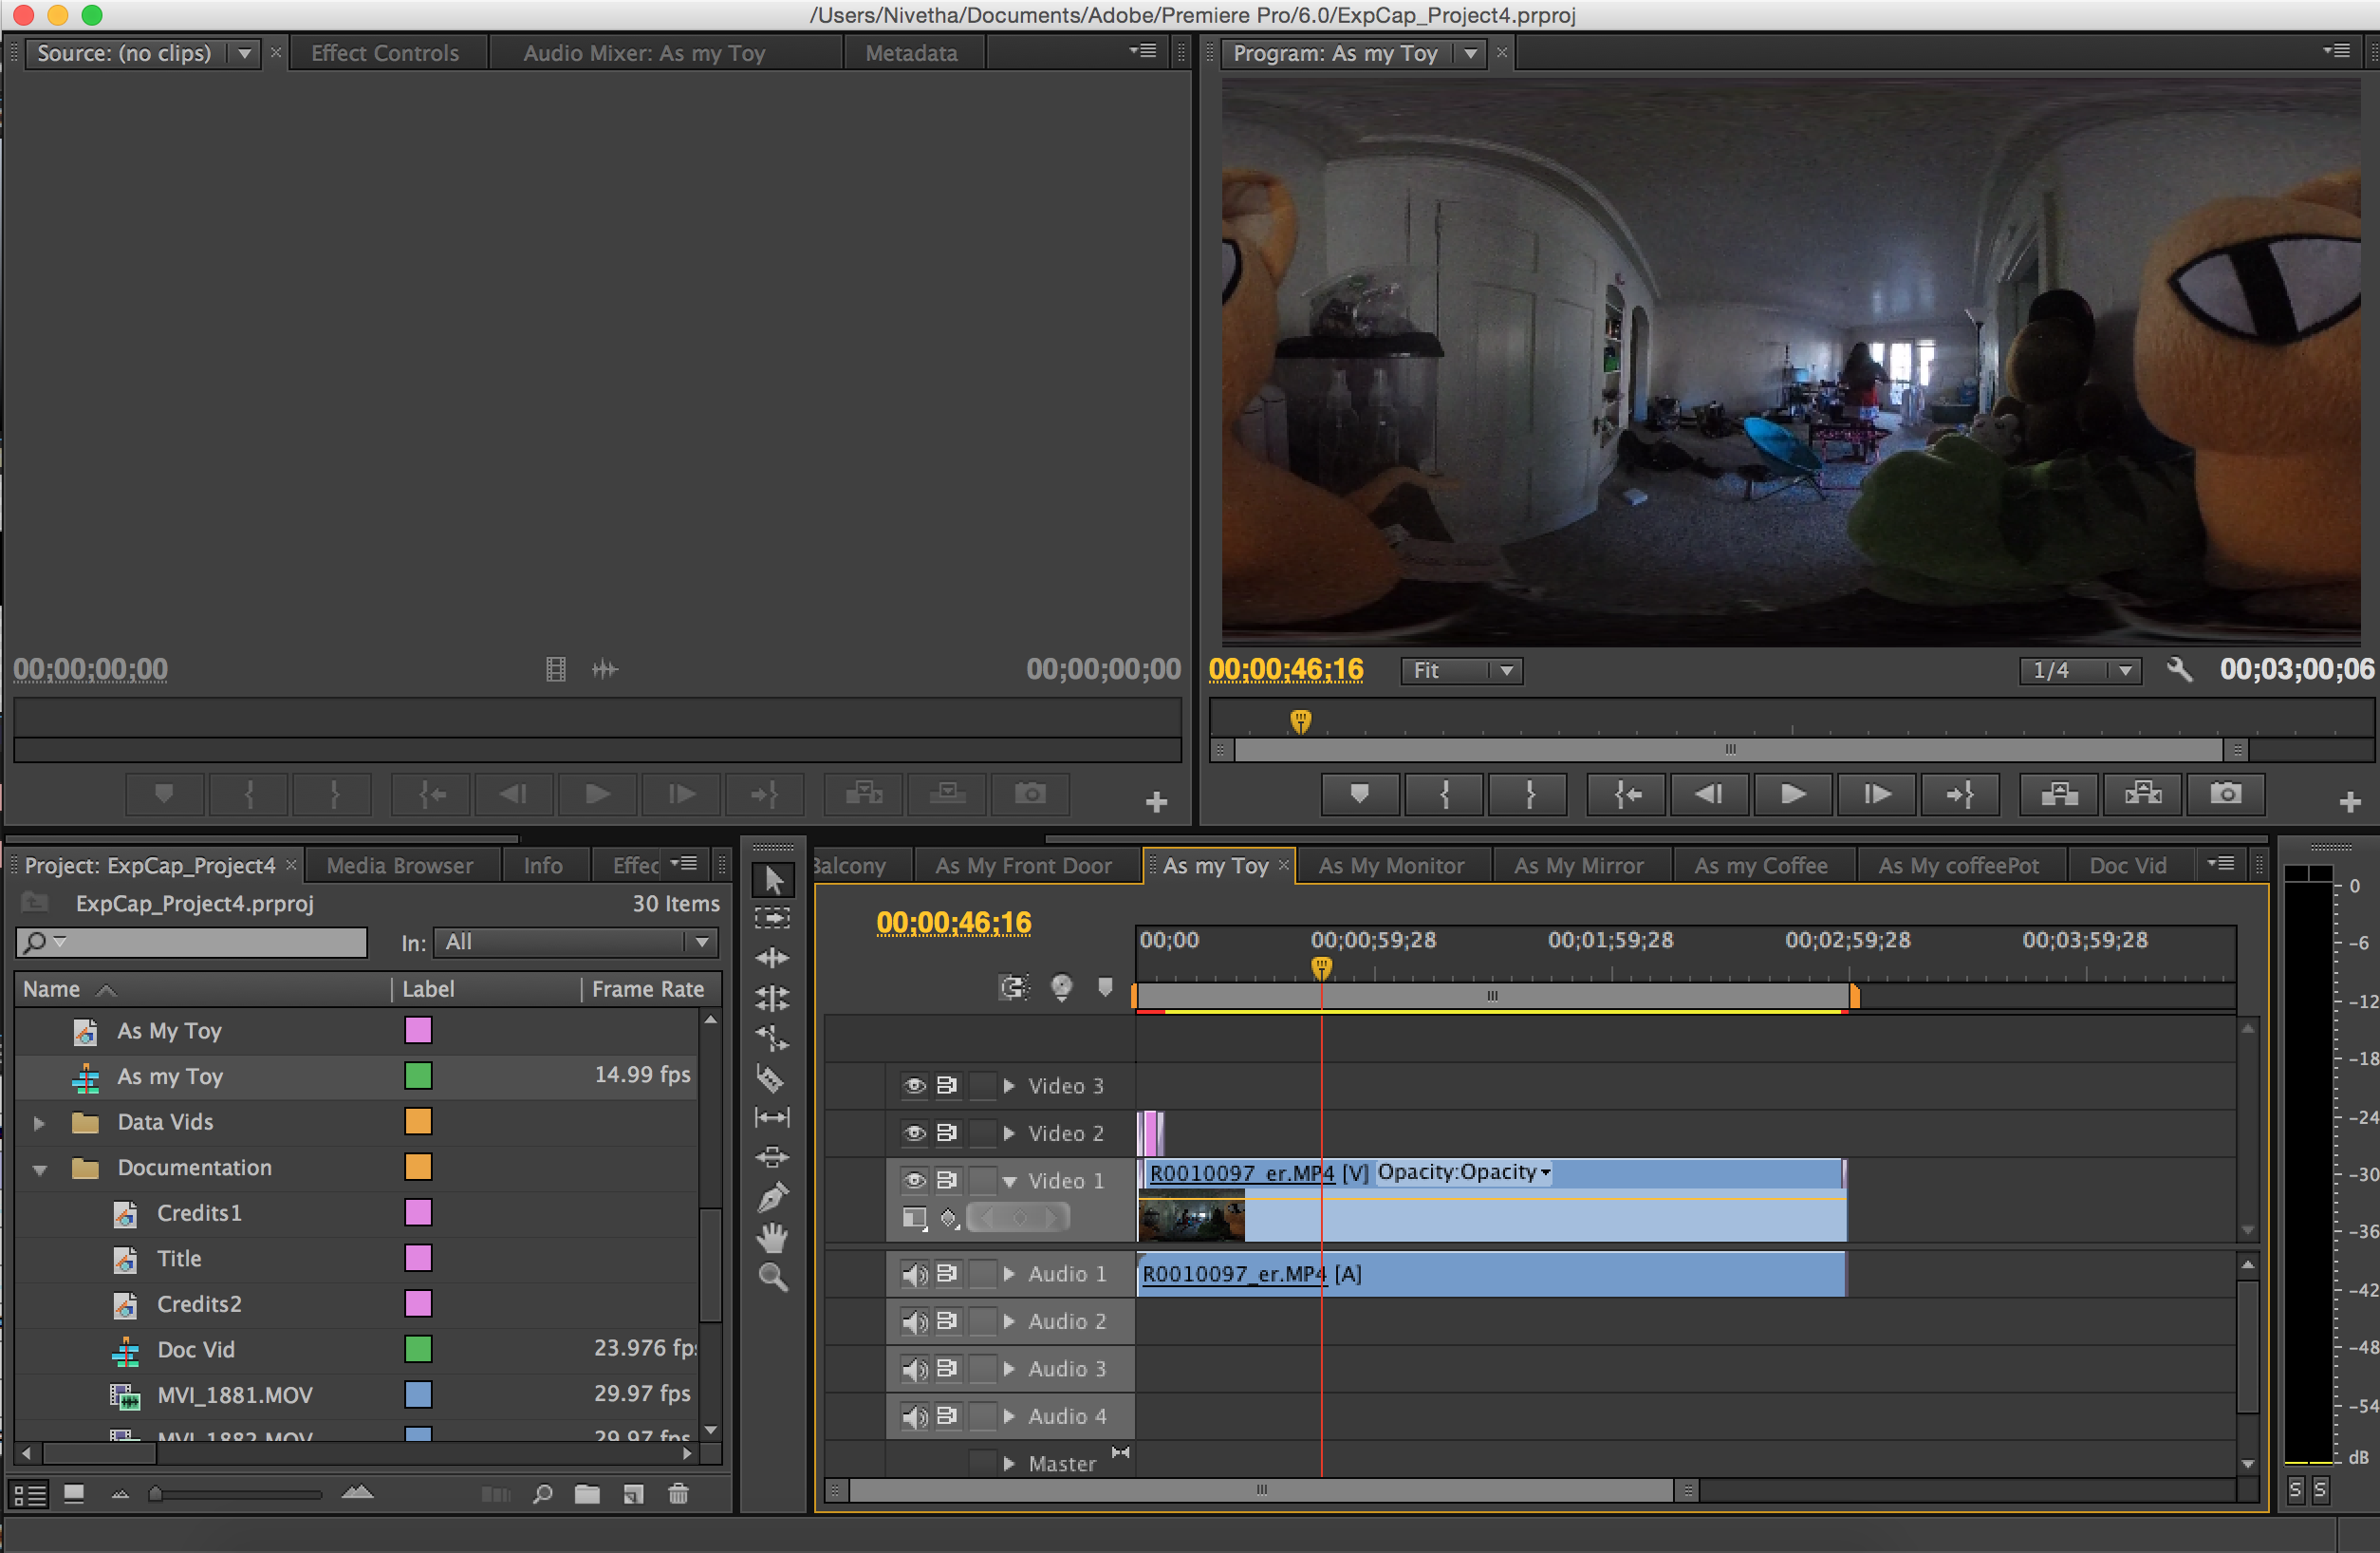 /Users/Nivetha/Documents/Adobe/Premiere Pro/6.0/ExpCap_Project4.prproj
Source: (no clips) Effect Controls Audio Mixer: As my Toy Metadata
Program: As my Toy
00;00;00;00 00;00;00;00
00;00;46;16 Fit 1/4 00;03;00;06
Project: ExpCap_Project4 Media Browser Info Effec
ExpCap_Project4.prproj 30 Items
In: All
Name Label Frame Rate
As My Toy
As my Toy 14.99 fps
Data Vids
Documentation
Credits1
Title
Credits2
Doc Vid 23.976 fp
MVI_1881.MOV 29.97 fps
MVI_1882.MOV 29.97 fps
Balcony As My Front Door As my Toy As My Monitor As My Mirror As my Coffee As My coffeePot Doc Vid
00;00;46;16
00;00 00;00;59;28 00;01;59;28 00;02;59;28 00;03;59;28
Video 3
Video 2
Video 1 R0010097_er.MP4 [V] Opacity:Opacity
Audio 1 R0010097_er.MP4 [A]
Audio 2
Audio 3
Audio 4
Master
0
-6
-12
-18
-24
-30
-36
-42
-48
-54
dB
S S